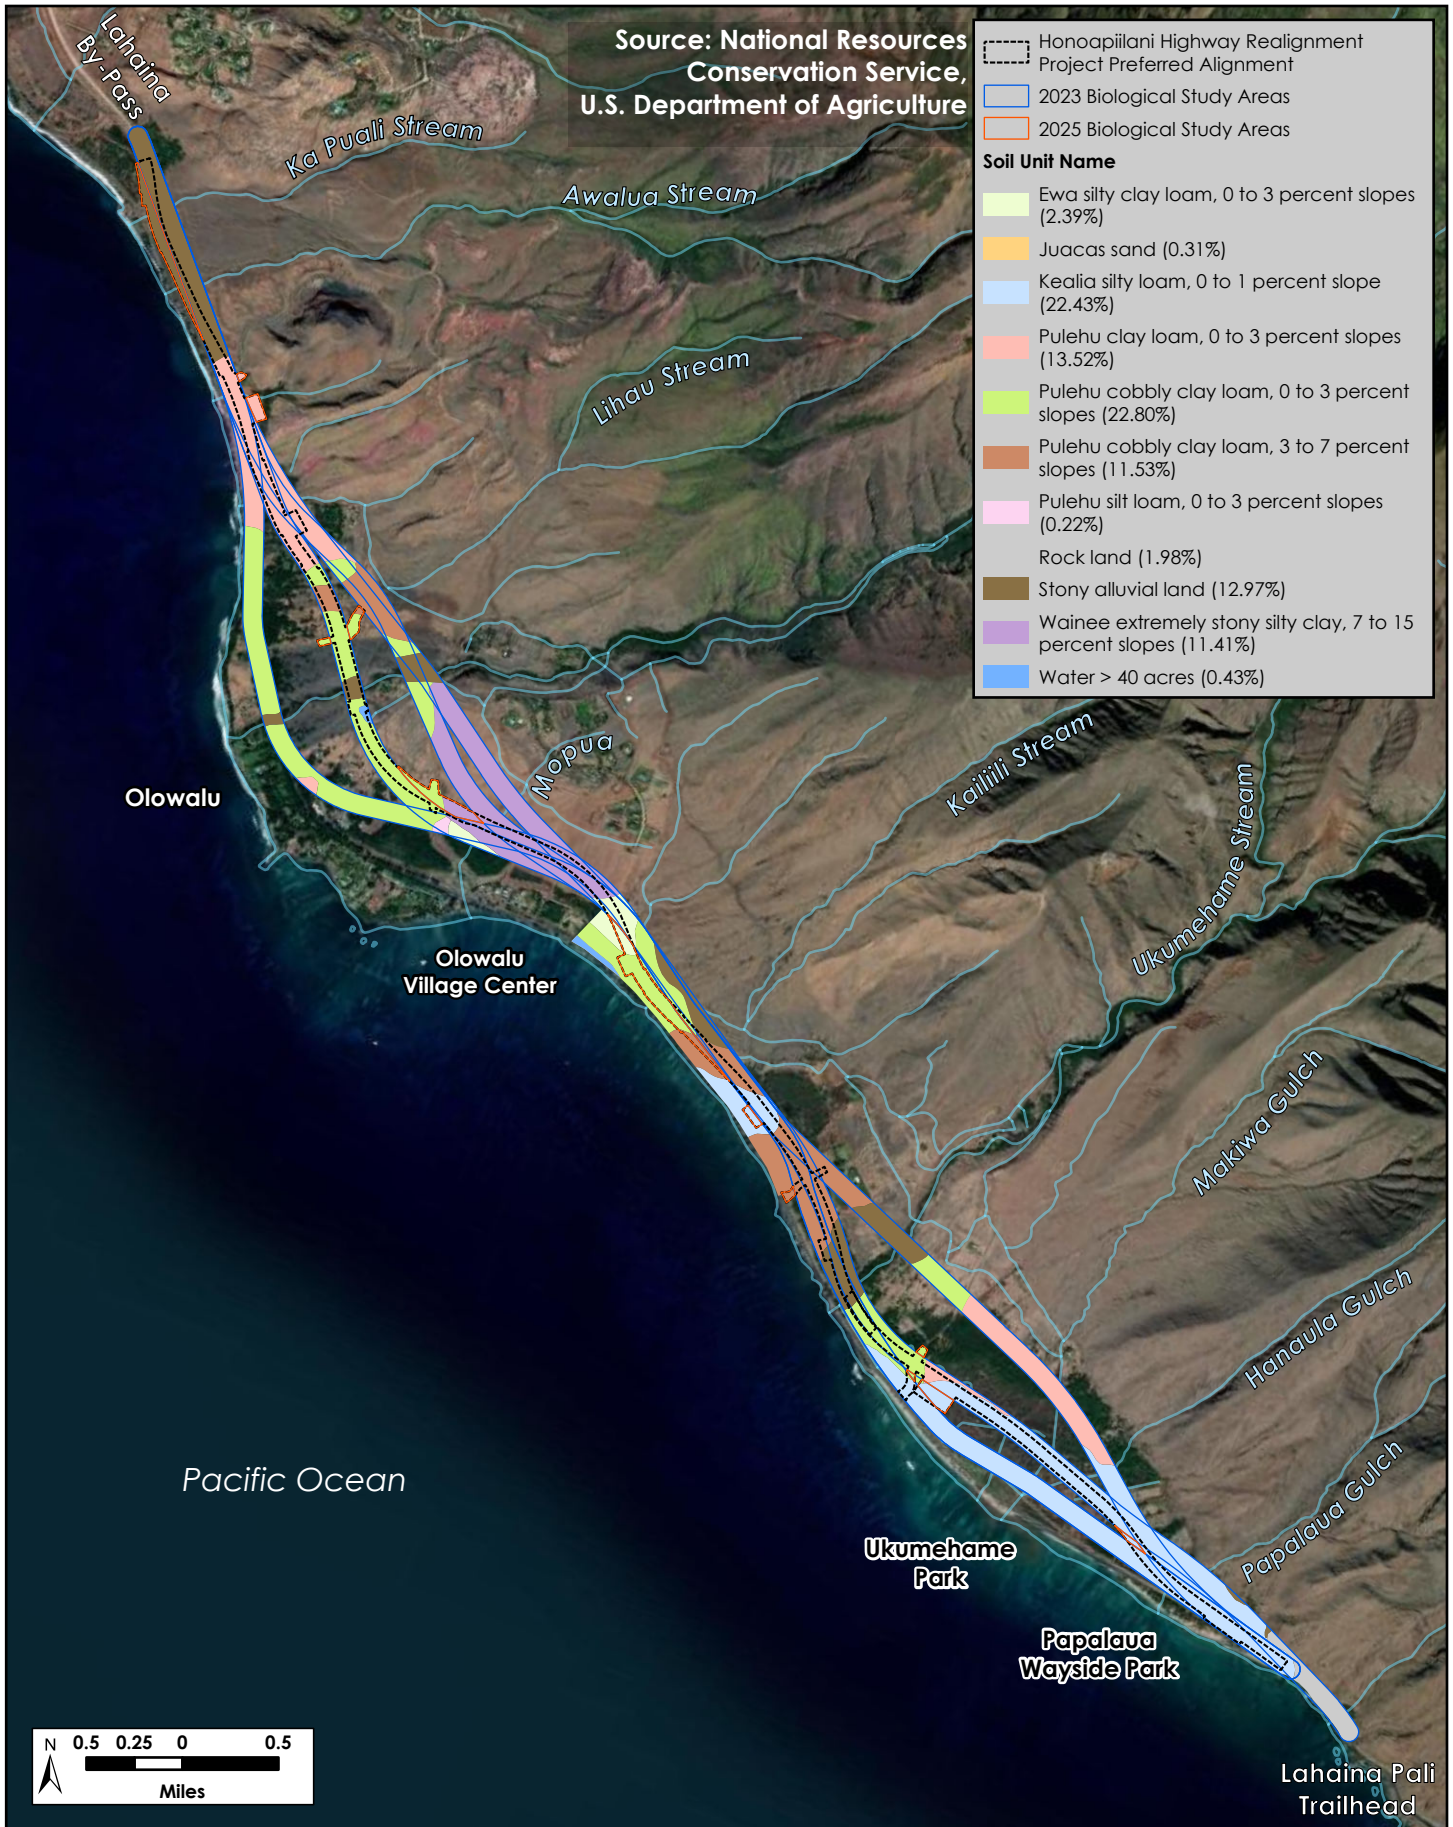 Lahaina
By-Pass
Source: National Resources
Conservation Service,
U.S. Department of Agriculture
Honoapiilani Highway Realignment
Project Preferred Alignment
2023 Biological Study Areas
2025 Biological Study Areas
Soil Unit Name
Ewa silty clay loam, 0 to 3 percent slopes
(2.39%)
Juacas sand (0.31%)
Kealia silty loam, 0 to 1 percent slope
(22.43%)
Pulehu clay loam, 0 to 3 percent slopes
(13.52%)
Pulehu cobbly clay loam, 0 to 3 percent
slopes (22.80%)
Pulehu cobbly clay loam, 3 to 7 percent
slopes (11.53%)
Pulehu silt loam, 0 to 3 percent slopes
(0.22%)
Rock land (1.98%)
Stony alluvial land (12.97%)
Wainee extremely stony silty clay, 7 to 15
percent slopes (11.41%)
Water > 40 acres (0.43%)
Ka Puali Stream
Awalua Stream
Lihau Stream
Mopua
Kailiili Stream
Ukumehame Stream
Olowalu
Olowalu
Village Center
Makiwa Gulch
Hanaula Gulch
Papalaua Gulch
Pacific Ocean
Ukumehame
Park
Papalaua
Wayside Park
Lahaina Pali
Trailhead
N
0.5 0.25 0 0.5
Miles